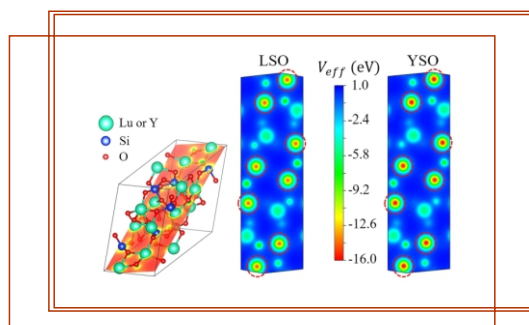 LSO
V_eff (eV)
YSO
Lu or Y
Si
O
1.0
-2.4
-5.8
-9.2
-12.6
-16.0